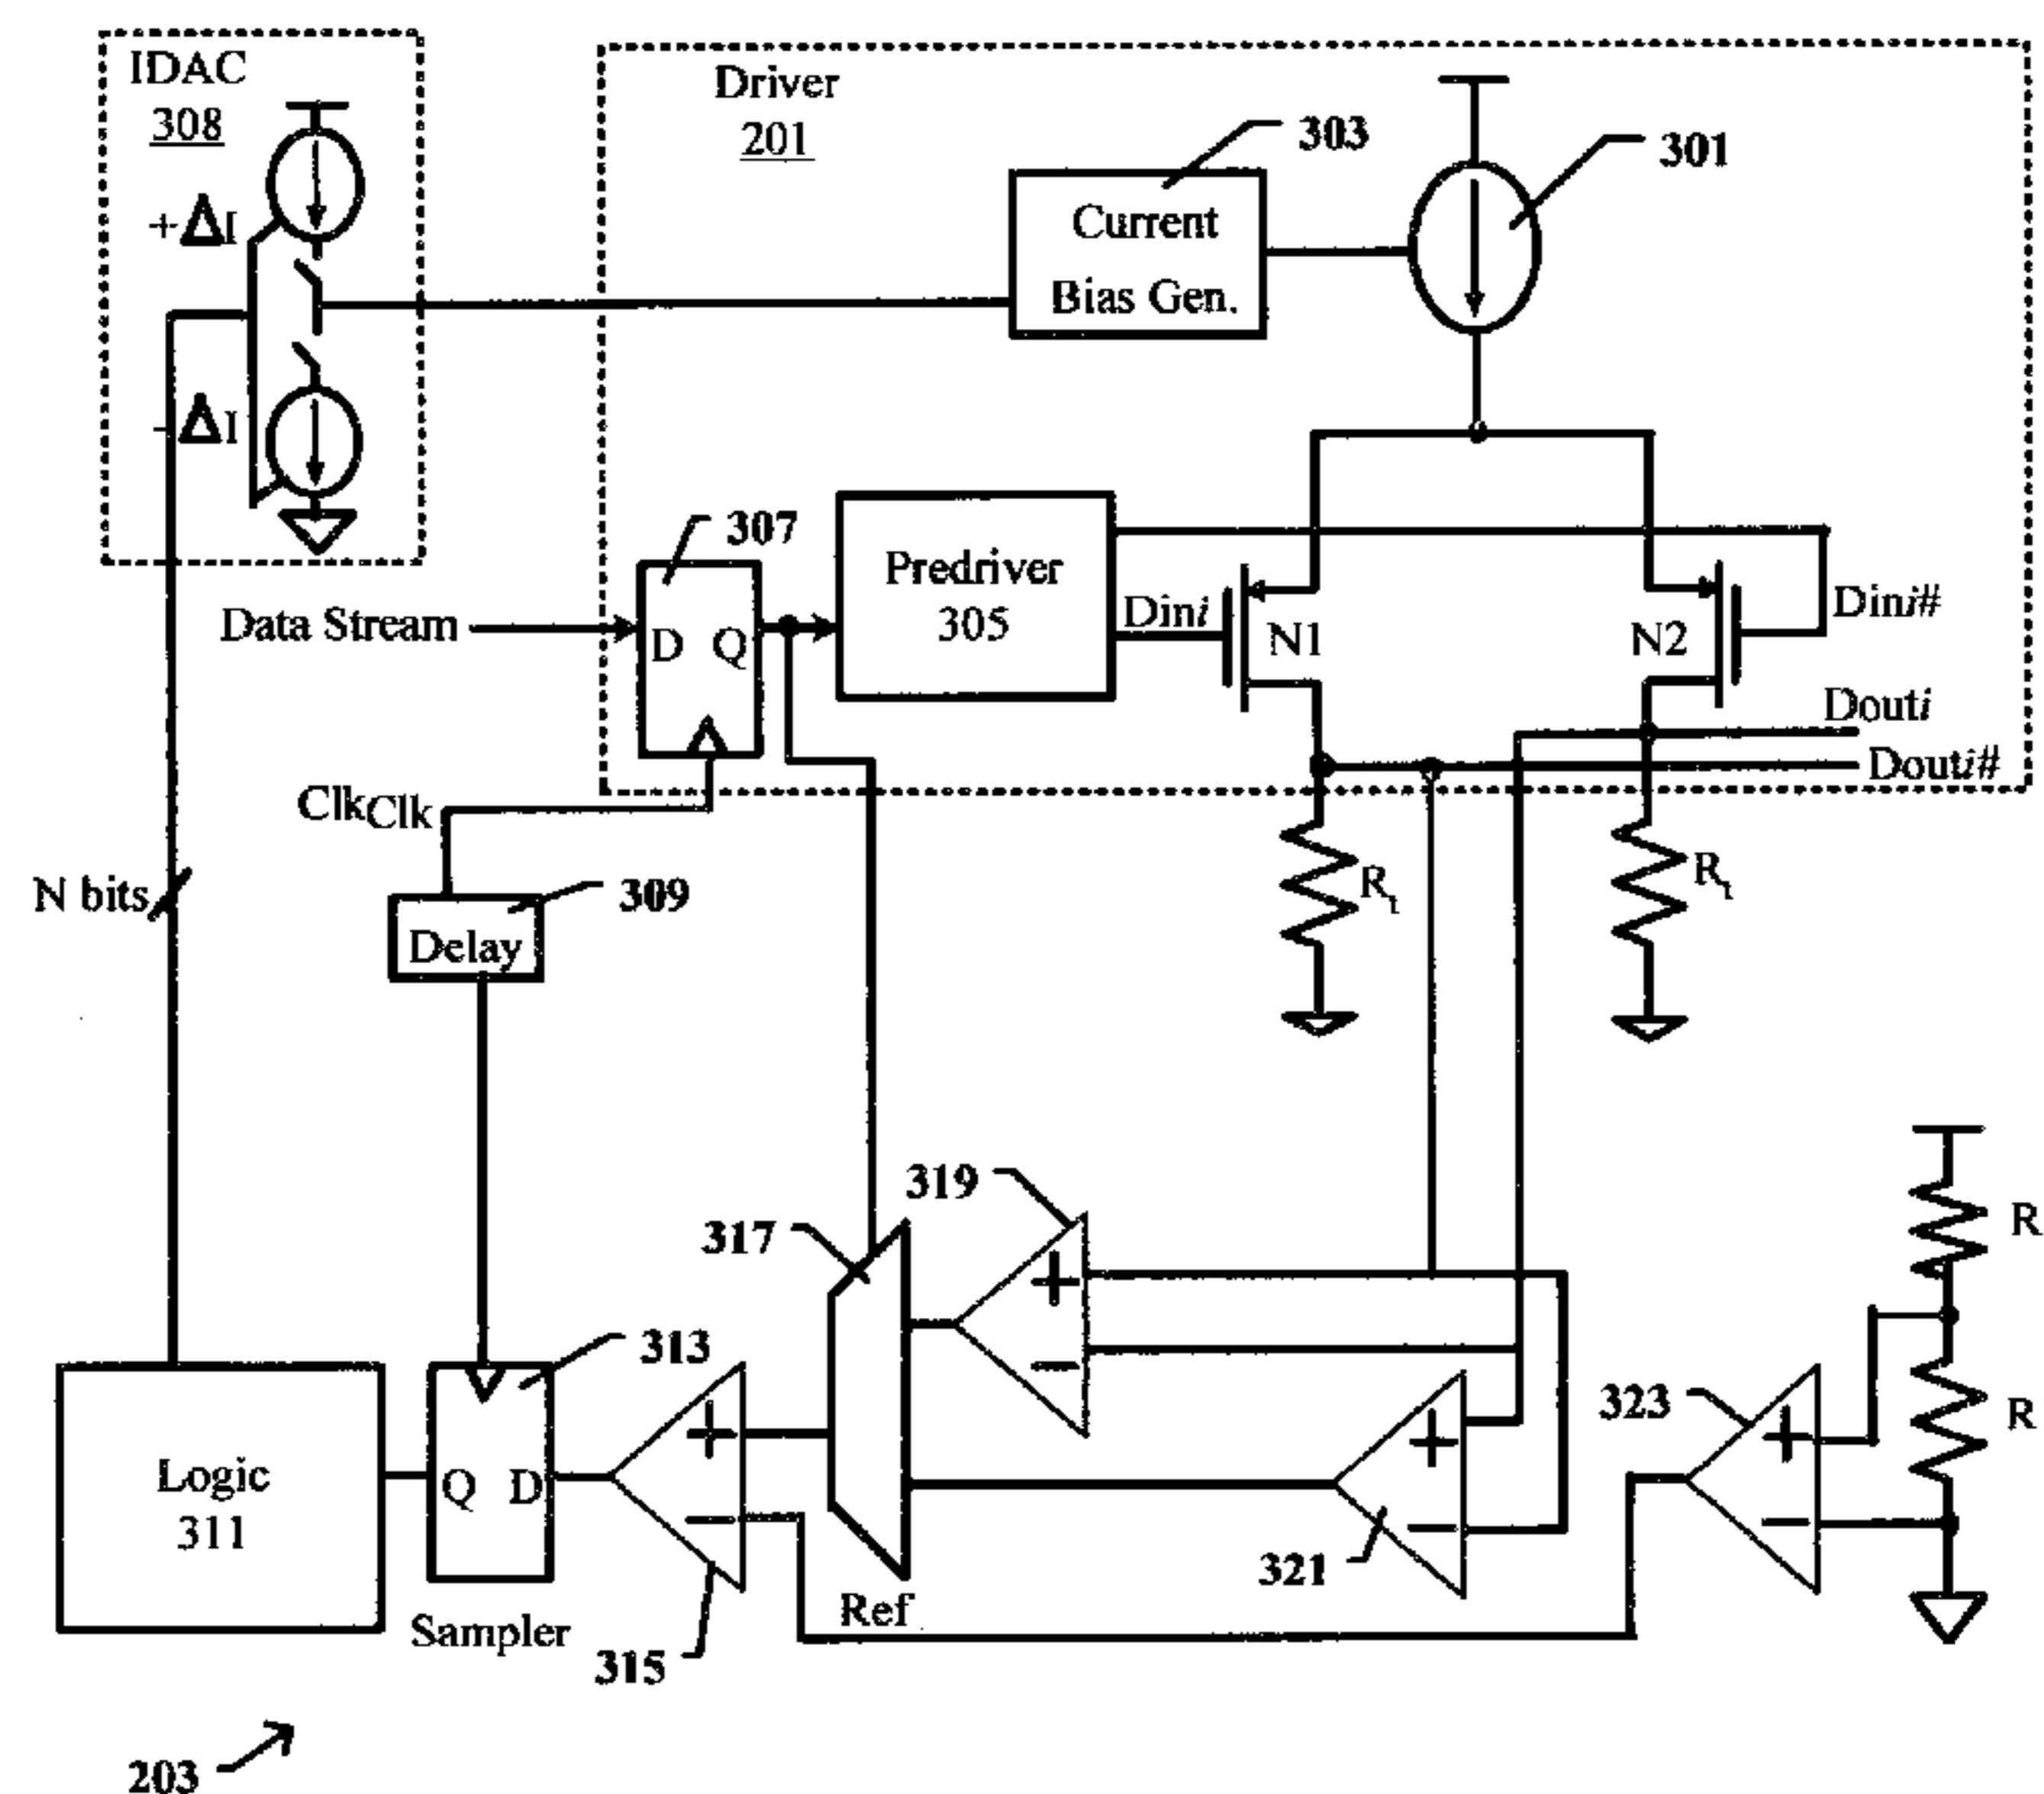 IDAC
308
+ΔI
-ΔI
Driver
201
303
301
Current
Bias Gen.
307
Data Stream
D Q
Predriver
305
Dini
N1
N2
Dini#
Douti
Douti#
ClkClk
N bits
309
Delay
Rt
Rt
319
317
R
313
323
R
Logic
311
Q D
+
−
+
−
+
−
+
−
321
Ref
Sampler
315
203